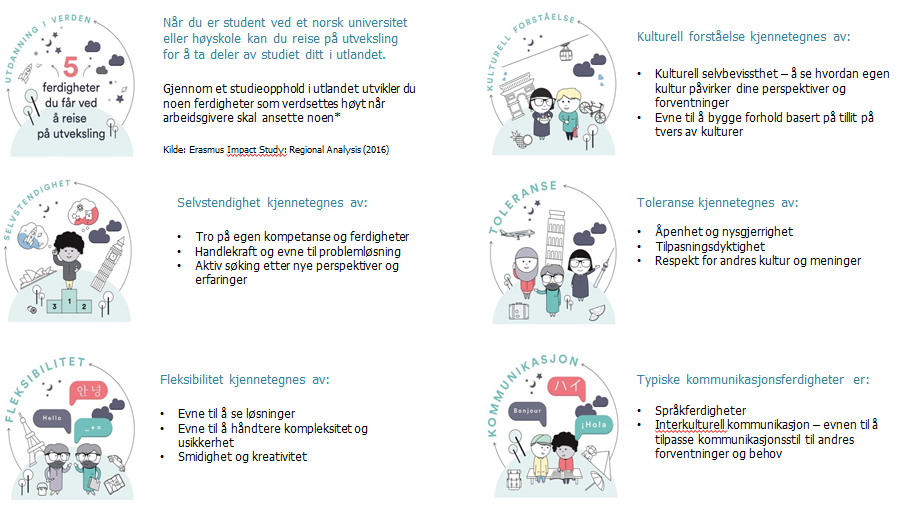 UTDANNING I VERDEN
5
ferdigheter
du får ved
å reise
på utveksling
Når du er student ved et norsk universitet
eller høyskole kan du reise på utveksling
for å ta deler av studiet ditt i utlandet.
Gjennom et studieopphold i utlandet utvikler du
noen ferdigheter som verdsettes høyt når
arbeidsgivere skal ansette noen*
Kilde: Erasmus Impact Study: Regional Analysis (2016)
KULTURELL FORSTÅELSE
Kulturell forståelse kjennetegnes av:
• Kulturell selvbevissthet – å se hvordan egen
kultur påvirker dine perspektiver og
forventninger
• Evne til å bygge forhold basert på tillit på
tvers av kulturer
SELVSTENDIGHET
3 1 2
Selvstendighet kjennetegnes av:
• Tro på egen kompetanse og ferdigheter
• Handlekraft og evne til problemløsning
• Aktiv søking etter nye perspektiver og
erfaringer
TOLERANSE
Toleranse kjennetegnes av:
• Åpenhet og nysgjerrighet
• Tilpasningsdyktighet
• Respekt for andres kultur og meninger
FLEKSIBILITET
안녕
Hello
_+=
Fleksibilitet kjennetegnes av:
• Evne til å se løsninger
• Evne til å håndtere kompleksitet og
usikkerhet
• Smidighet og kreativitet
KOMMUNIKASJON
ハイ
Bonjour
¡Hola
Typiske kommunikasjonsferdigheter er:
• Språkferdigheter
• Interkulturell kommunikasjon – evnen til å
tilpasse kommunikasjonsstil til andres
forventninger og behov